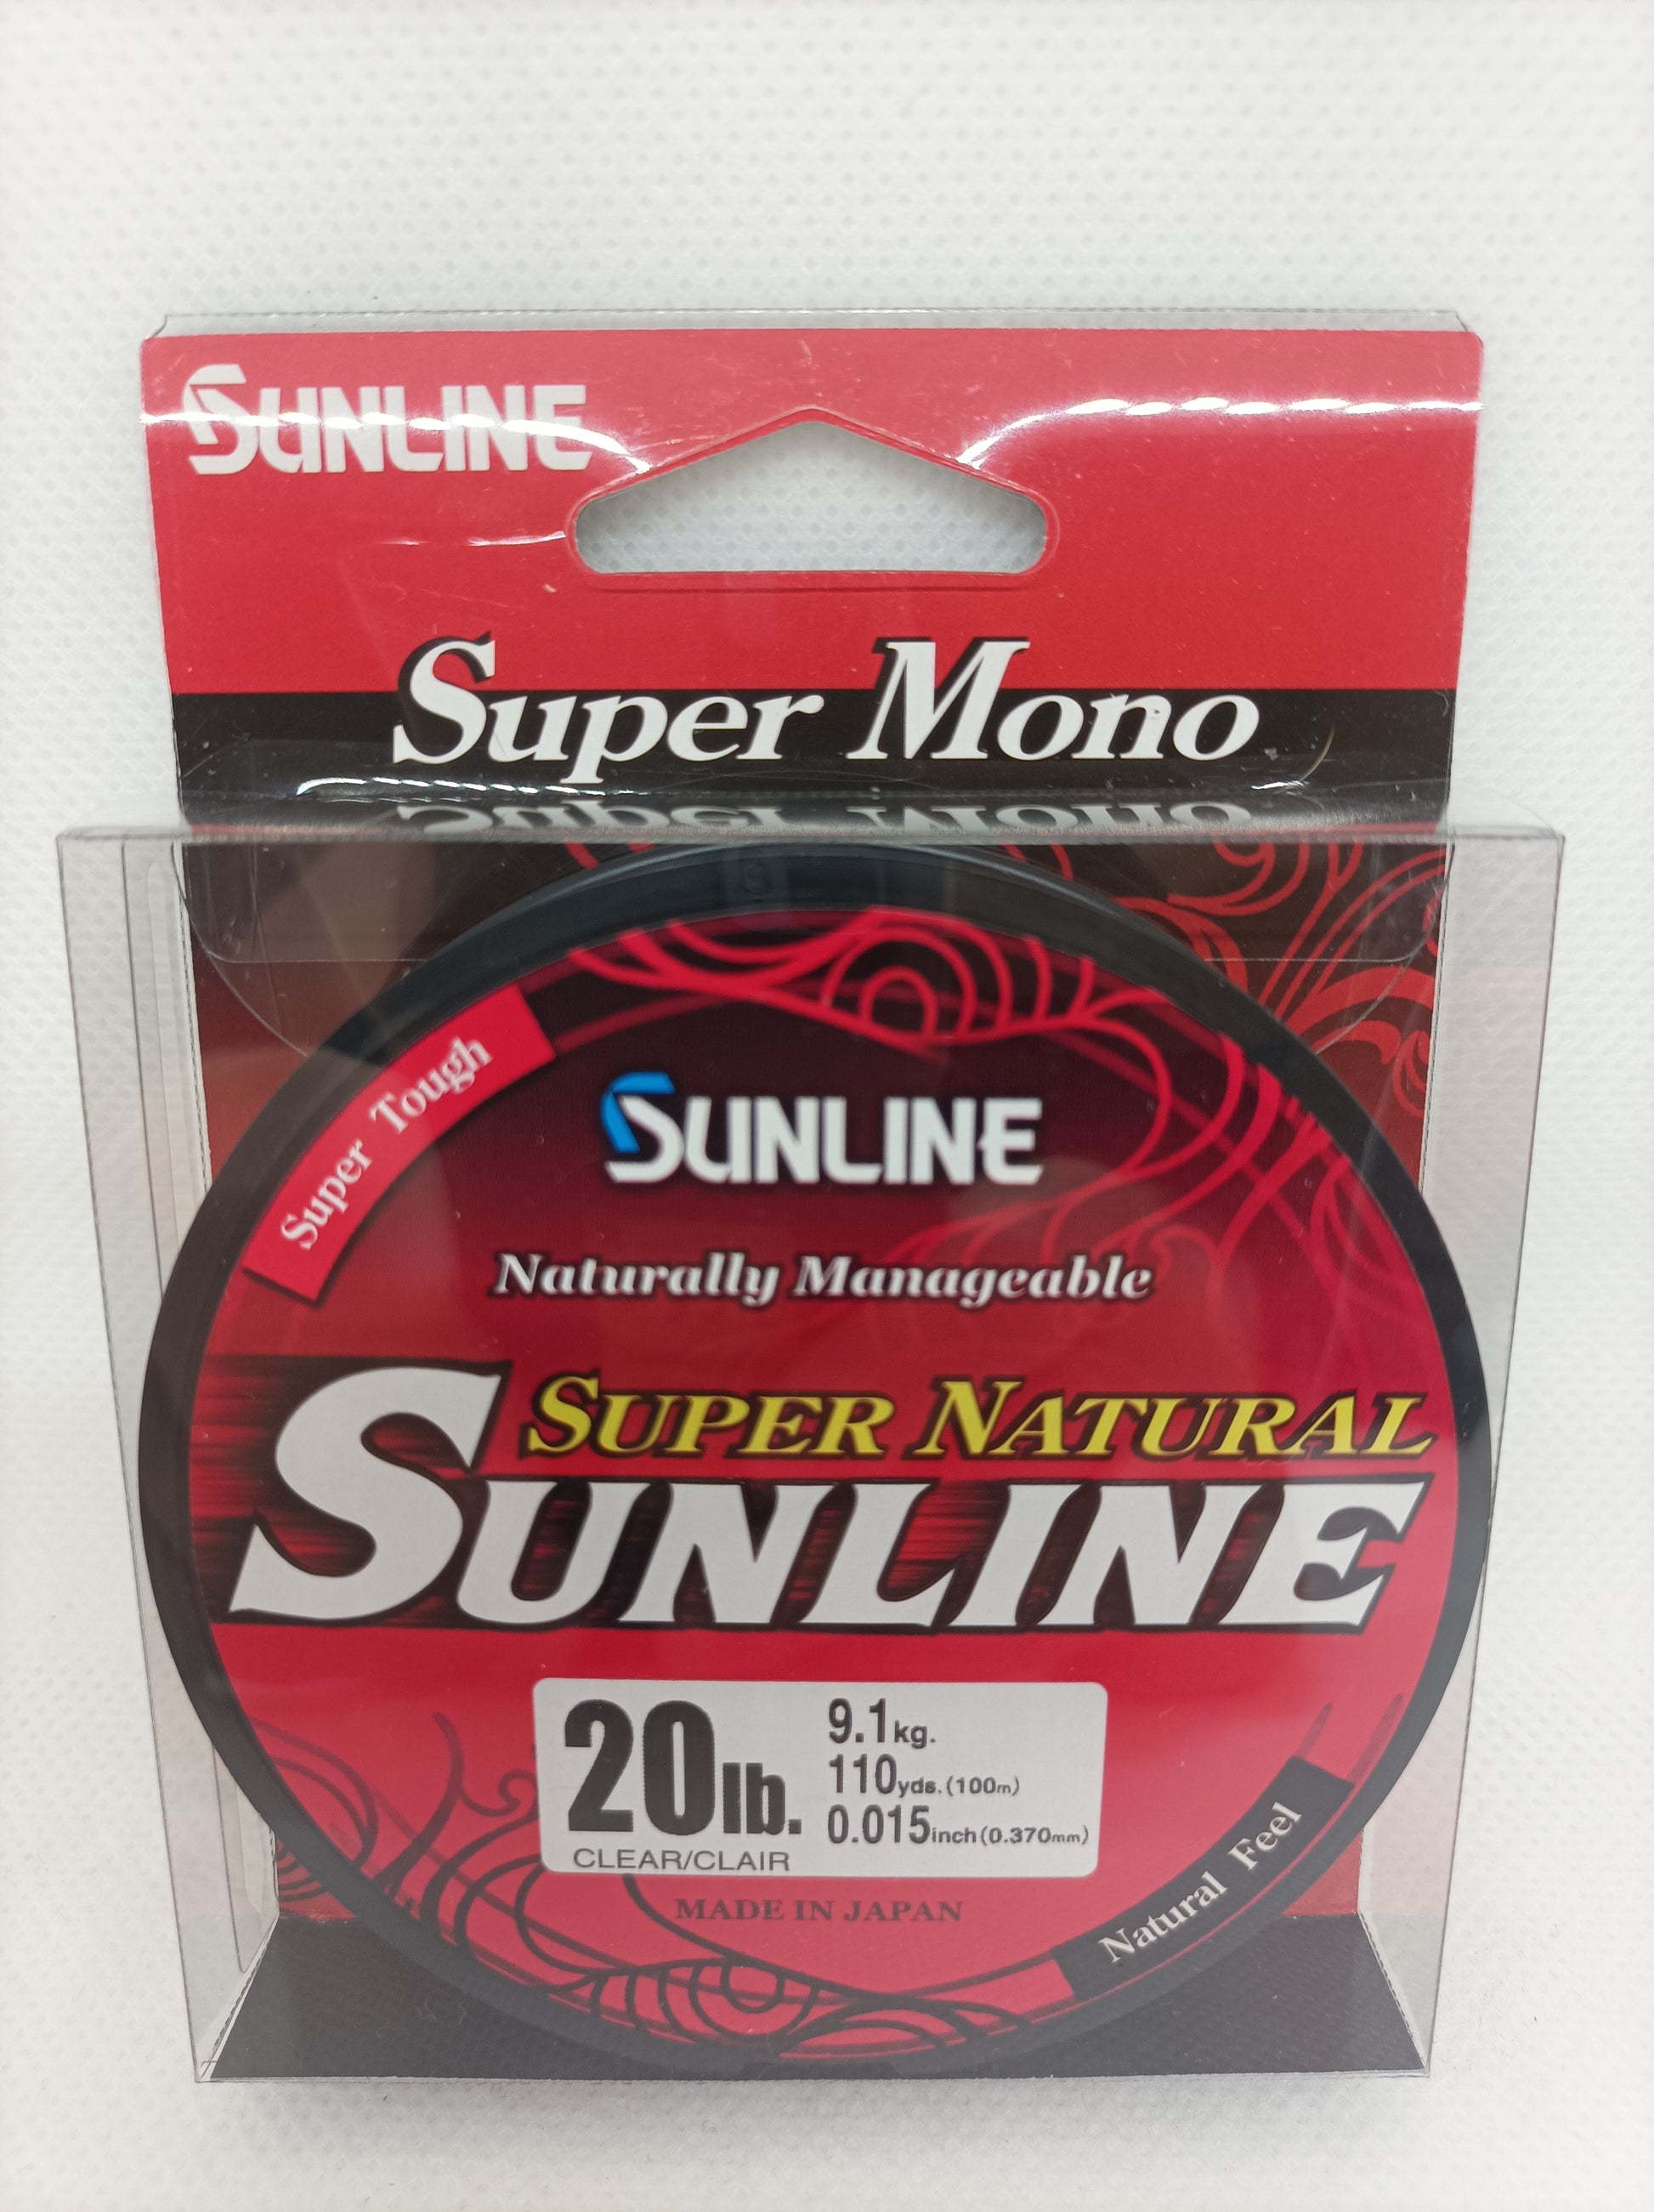 SUNLINE
Super Mono
Super Tough
SUNLINE
Naturally Manageable
SUPER NATURAL
SUNLINE
20lb.
CLEAR/CLAIR
9.1kg.
110yds.(100m)
0.015inch(0.370mm)
MADE IN JAPAN
Natural Feel